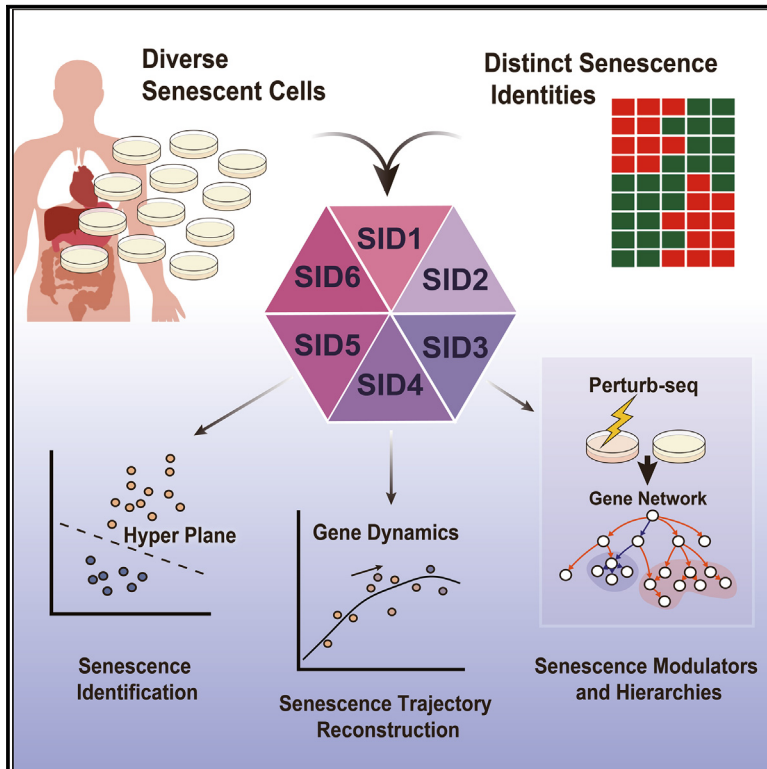 Diverse
Senescent Cells
Distinct Senescence
Identities
SID1
SID2
SID3
SID4
SID5
SID6
Perturb-seq
Gene Network
Hyper Plane
Gene Dynamics
Senescence
Identification
Senescence Trajectory
Reconstruction
Senescence Modulators
and Hierarchies